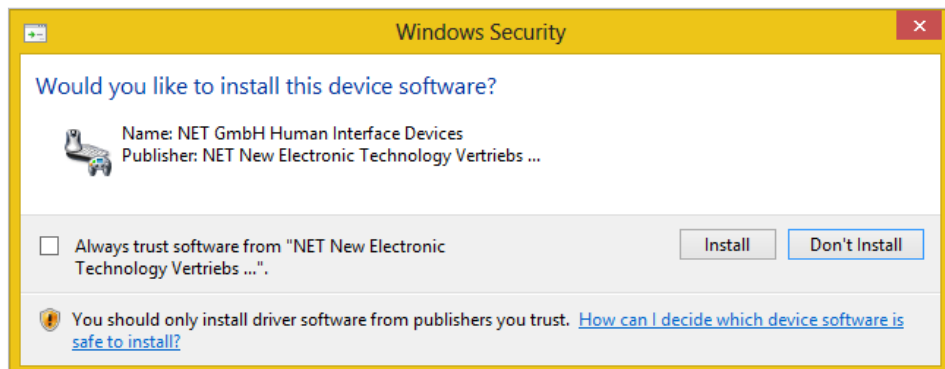 Windows Security
Would you like to install this device software?
Name: NET GmbH Human Interface Devices
Publisher: NET New Electronic Technology Vertriebs ...
Always trust software from "NET New Electronic
Technology Vertriebs ...".
Install
Don't Install
You should only install driver software from publishers you trust. How can I decide which device software is
safe to install?